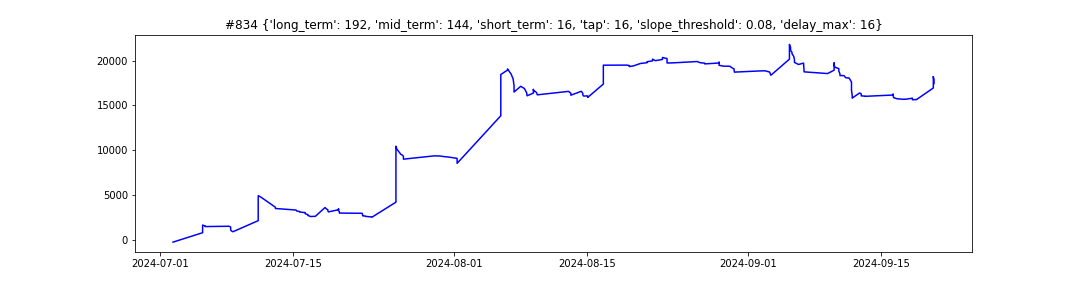 #834 {'long_term': 192, 'mid_term': 144, 'short_term': 16, 'tap': 16, 'slope_threshold': 0.08, 'delay_max': 16}
20000
15000
10000
5000
0
2024-07-01 2024-07-15 2024-08-01 2024-08-15 2024-09-01 2024-09-15